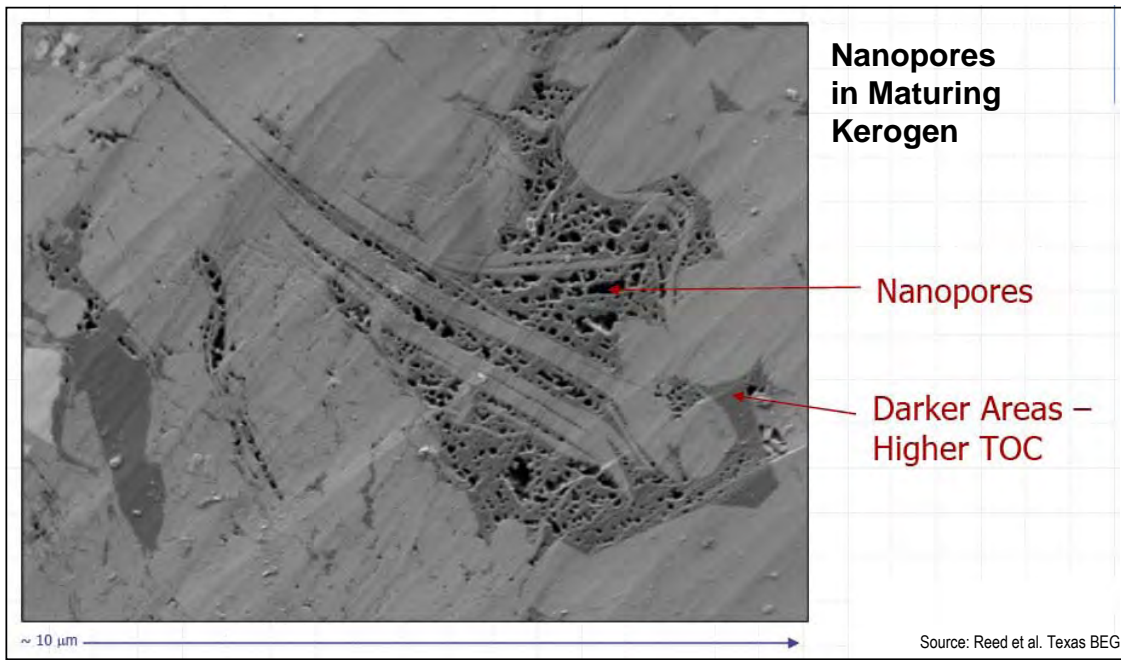 Nanopores
in Maturing
Kerogen
Nanopores
Darker Areas –
Higher TOC
~ 10 μm
Source: Reed et al. Texas BEG